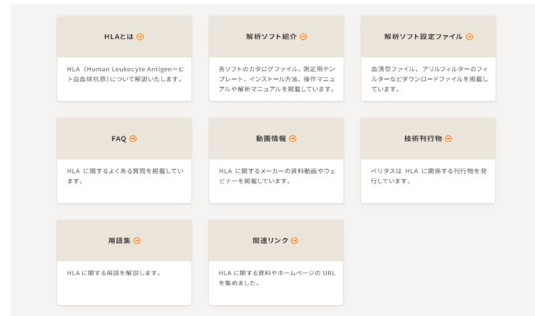 HLAとは
HLA（Human Leukocyte Antigen=ヒ
ト白血球抗原）について解説いたします。
解析ソフト紹介
各ソフトのカタログファイル、測定用テン
プレート、インストール方法、操作マニュ
アルや解析マニュアルを掲載しています。
解析ソフト設定ファイル
血清型ファイル、アリルフィルターのフィ
ルターなどダウンロードファイルを掲載し
ています。
FAQ
HLA に関するよくある質問を掲載してい
ます。
動画情報
HLA に関するメーカーの資料動画やウェ
ビナーを掲載しています。
技術刊行物
ベリタスは HLA に関係する刊行物を発
行しています。
用語集
HLA に関する用語を解説します。
関連リンク
HLA に関する資料やホームページの URL
を集めました。